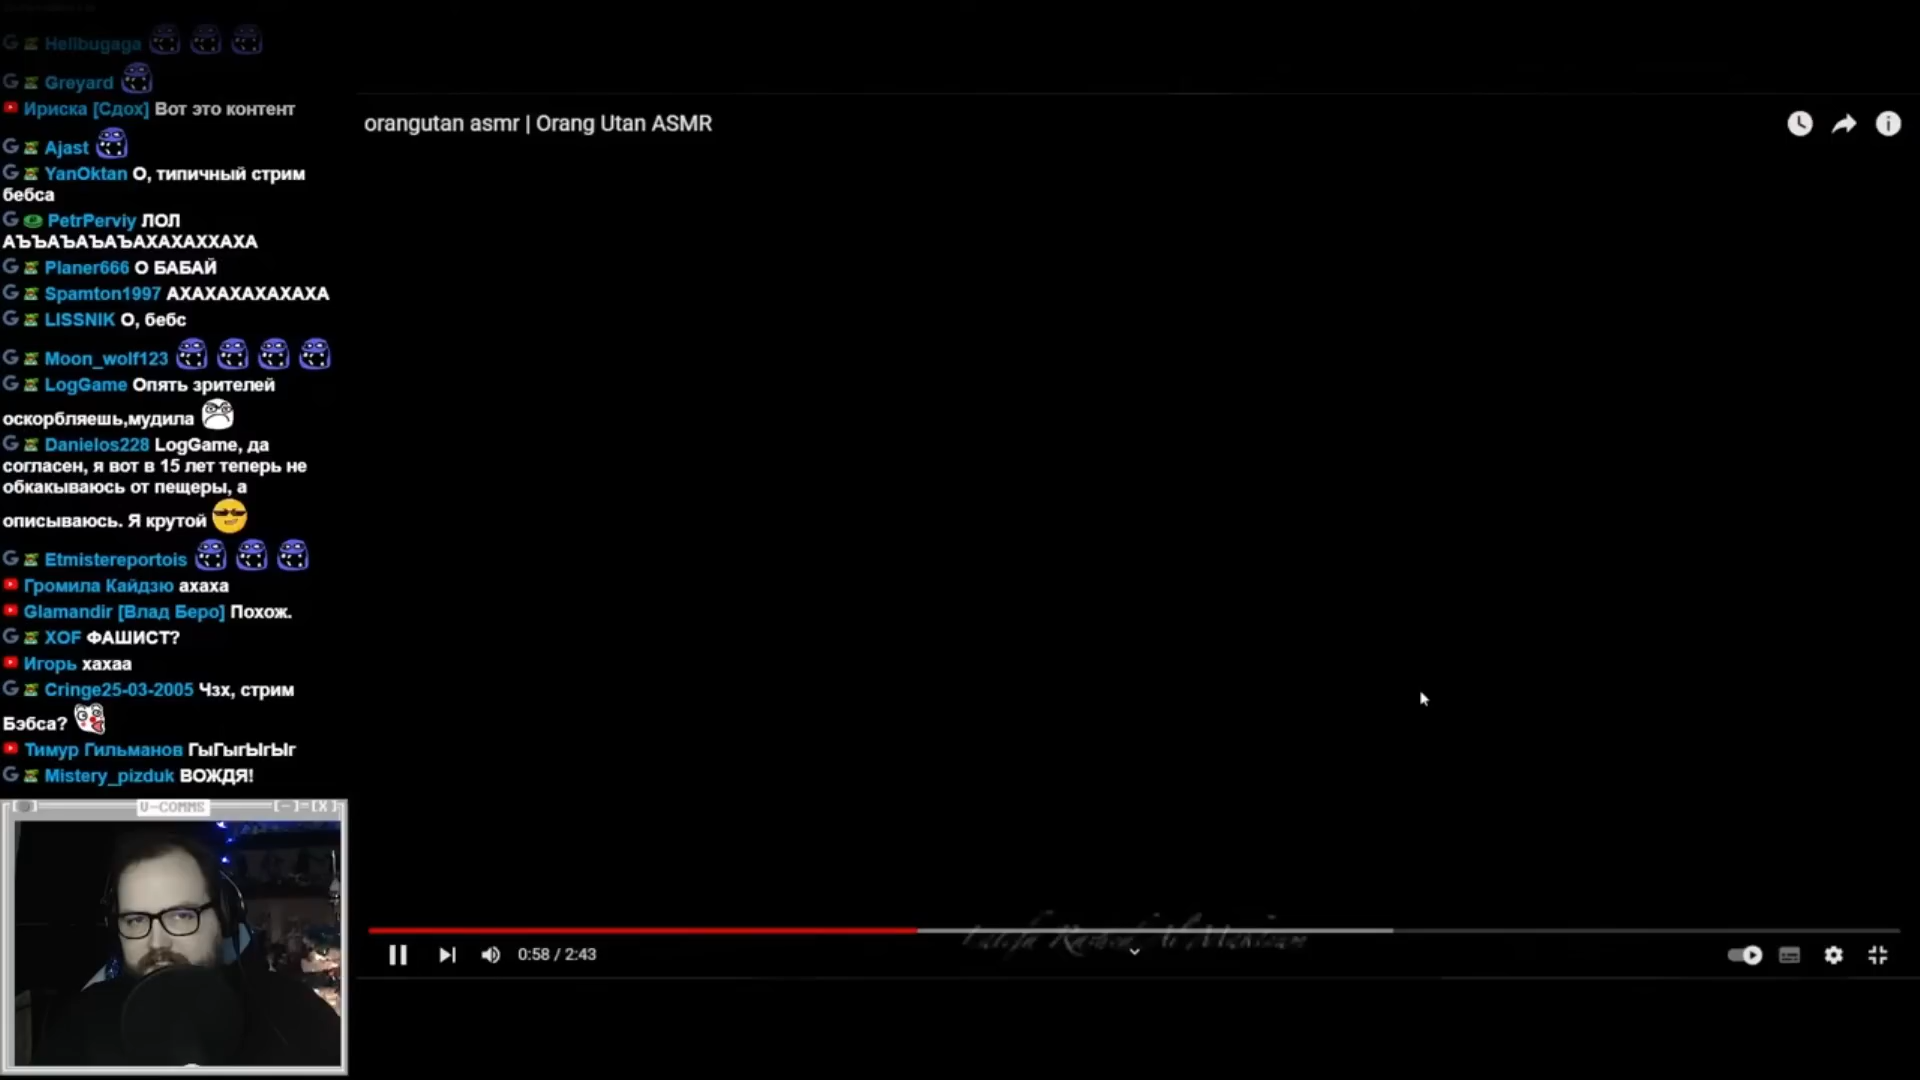 Hellbugaga
Greyard
Ириска [Сдох] Вот это контент
Ajast
YanOktan О, типичный стрим
бебса
PetrPerviy ЛОЛ
АЪЪАЪАЪАЪАХАХАХХАХА
Planer666 О БАБАЙ
Spamton1997 АХАХАХАХАХАХА
LISSNIK О, бебс
Moon_wolf123
LogGame Опять зрителей
оскорбляешь,мудила
Danielos228 LogGame, да
согласен, я вот в 15 лет теперь не
обкакываюсь от пещеры, а
описываюсь. Я крутой
Etmistereportois
Громила Кайдзю ахаха
Glamandir [Влад Беро] Похож.
XOF ФАШИСТ?
Игорь хахаа
Cringe25-03-2005 Чзх, стрим
Бэбса?
Тимур Гильманов ГыГыгЫгЫг
Mistery_pizduk ВОЖДЯ!
U-COMMS
[-]-[X]
orangutan asmr | Orang Utan ASMR
0:58 / 2:43